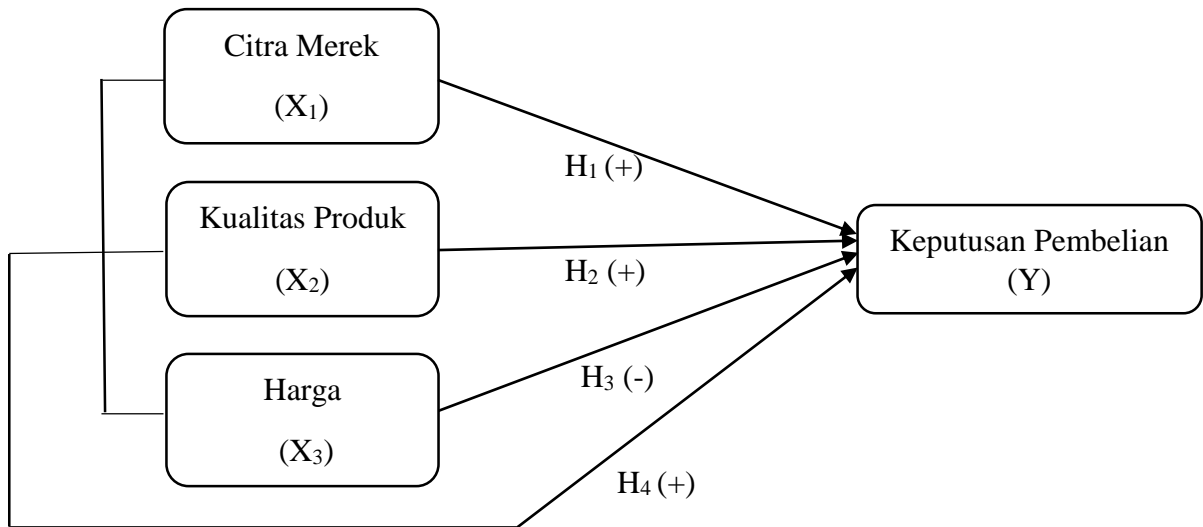 Citra Merek
(X₁)
H₁ (+)
Kualitas Produk
(X₂)
H₂ (+)
Keputusan Pembelian
(Y)
Harga
(X₃)
H₃ (-)
H₄ (+)